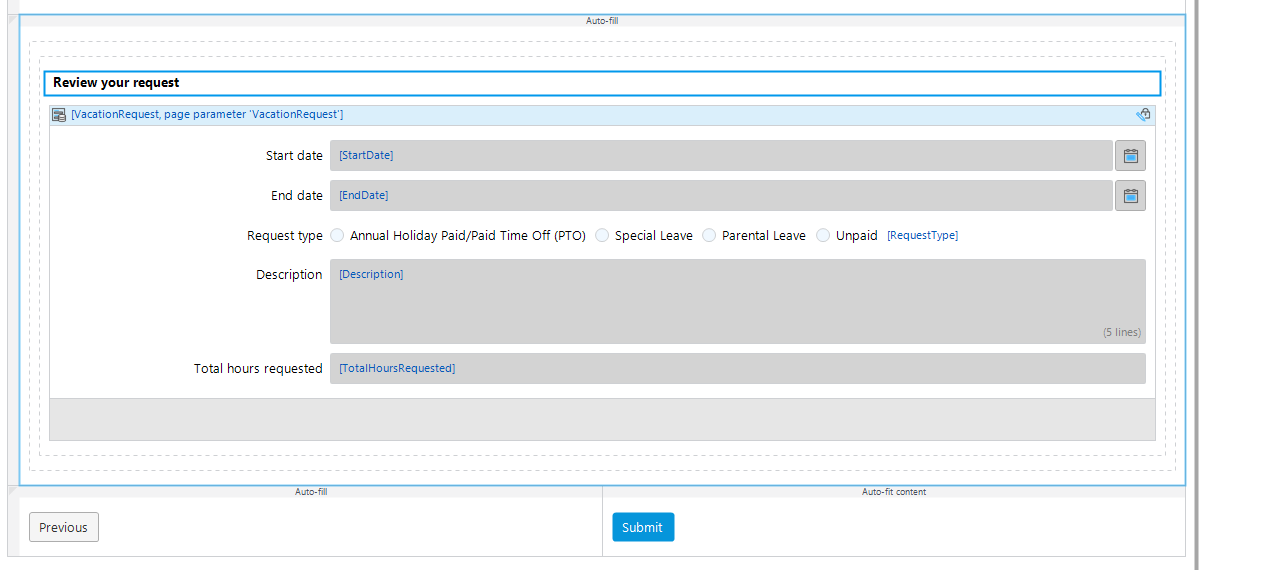 Auto-fill
Review your request
[VacationRequest, page parameter 'VacationRequest']
Start date [StartDate]
End date [EndDate]
Request type Annual Holiday Paid/Paid Time Off (PTO) Special Leave Parental Leave Unpaid [RequestType]
Description [Description]
(5 lines)
Total hours requested [TotalHoursRequested]
Auto-fill Auto-fit content
Previous Submit